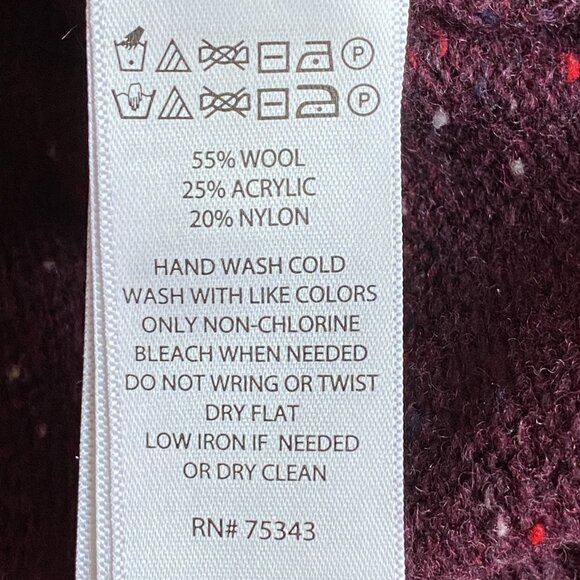 P
P
55% WOOL
25% ACRYLIC
20% NYLON
HAND WASH COLD
WASH WITH LIKE COLORS
ONLY NON-CHLORINE
BLEACH WHEN NEEDED
DO NOT WRING OR TWIST
DRY FLAT
LOW IRON IF NEEDED
OR DRY CLEAN
RN# 75343